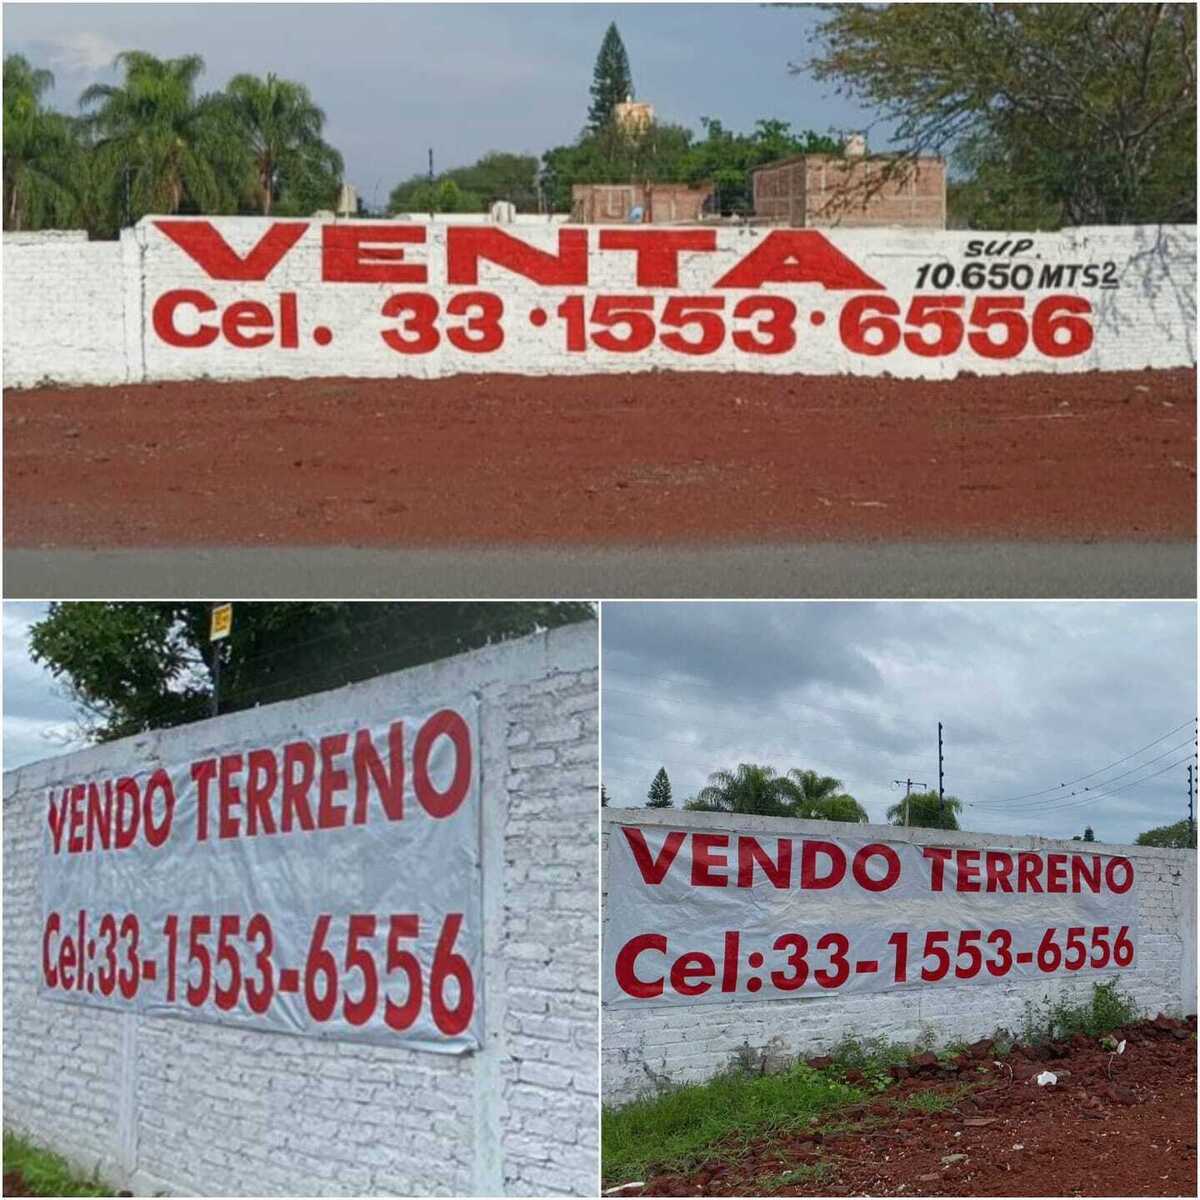 VENTA
SUP.
10.650 MTS2
Cel. 33·1553·6556
VENDO TERRENO
Cel:33-1553-6556
VENDO TERRENO
Cel:33-1553-6556